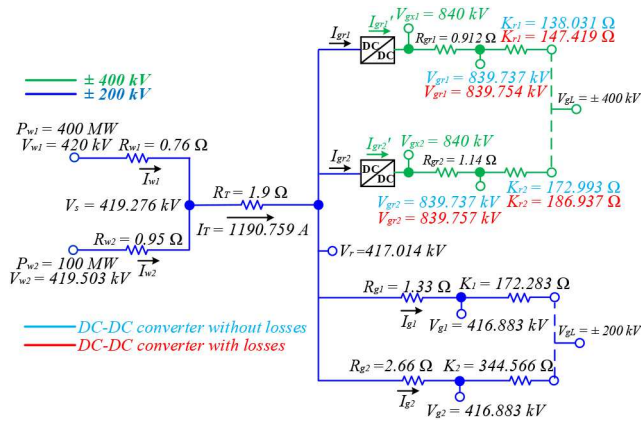 Igr1
DC
DC
Igr1'
Vgx1 = 840 kV
Rgr1 = 0.912 Ω
Kr1 = 138.031 Ω
Kr1 = 147.419 Ω
Vgr1 = 839.737 kV
Vgr1 = 839.754 kV
VgL = ± 400 kV
± 400 kV
± 200 kV
Pw1 = 400 MW
Vw1 = 420 kV
Rw1 = 0.76 Ω
Iw1
Vs = 419.276 kV
RT = 1.9 Ω
IT = 1190.759 A
Igr2
DC
DC
Igr2'
Vgx2 = 840 kV
Rgr2 = 1.14 Ω
Kr2 = 172.993 Ω
Kr2 = 186.937 Ω
Vgr2 = 839.737 kV
Vgr2 = 839.757 kV
Rw2 = 0.95 Ω
Iw2
Pw2 = 100 MW
Vw2 = 419.503 kV
Vr = 417.014 kV
Rg1 = 1.33 Ω
Ig1
K1 = 172.283 Ω
Vg1 = 416.883 kV
VgL = ± 200 kV
DC-DC converter without losses
DC-DC converter with losses
Rg2 = 2.66 Ω
Ig2
K2 = 344.566 Ω
Vg2 = 416.883 kV